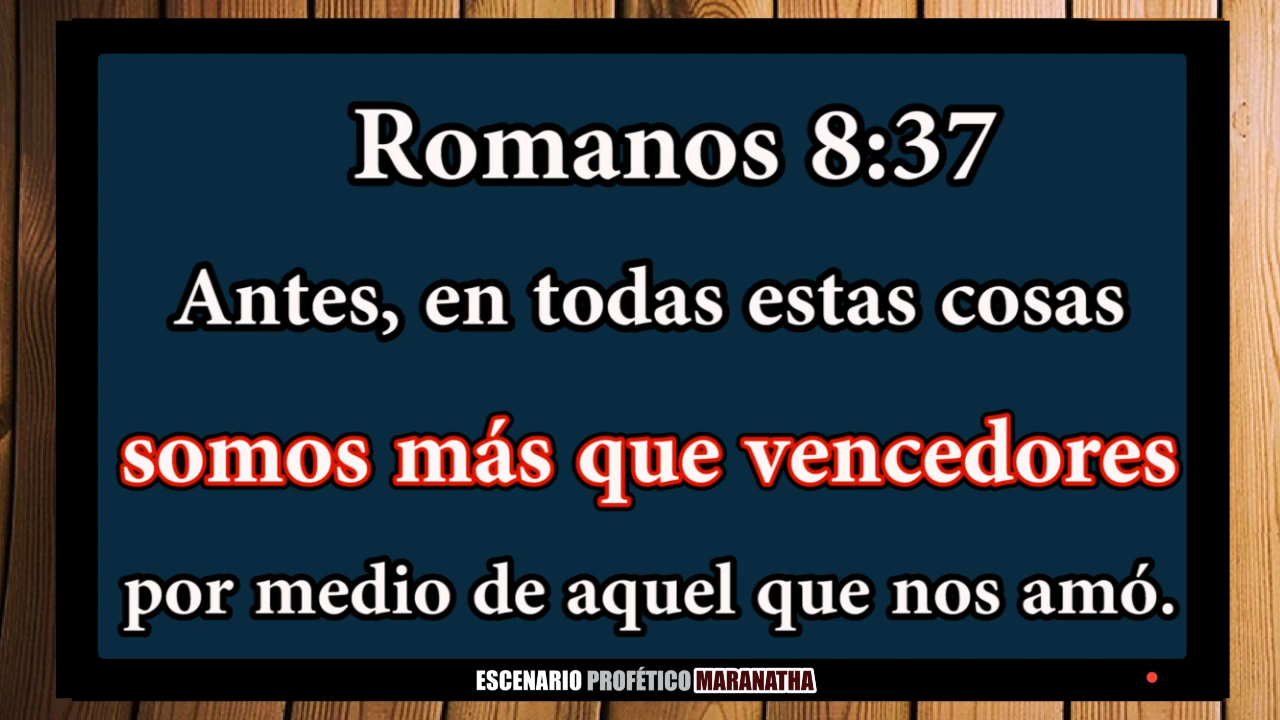 Romanos 8:37
Antes, en todas estas cosas
somos más que vencedores
por medio de aquel que nos amó.
ESCENARIO PROFÉTICO MARANATHA